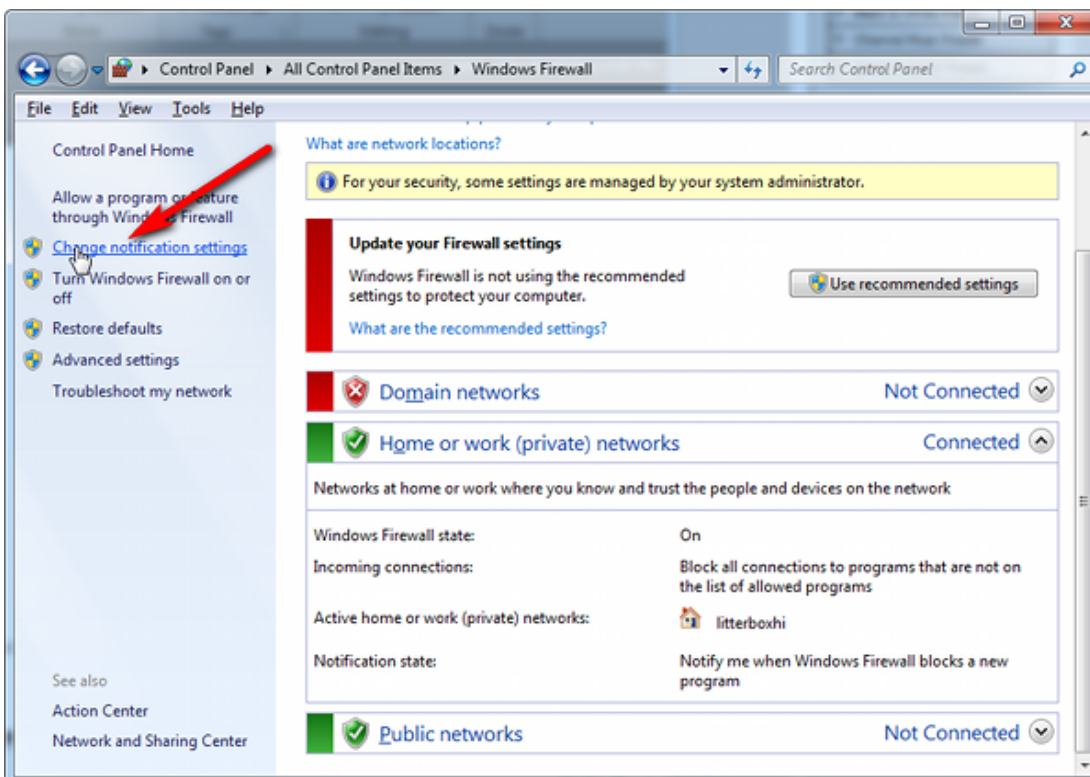 Control Panel ▸ All Control Panel Items ▸ Windows Firewall
Search Control Panel
File Edit View Tools Help
Control Panel Home
Allow a program or feature
through Windows Firewall
Change notification settings
Turn Windows Firewall on or
off
Restore defaults
Advanced settings
Troubleshoot my network
See also
Action Center
Network and Sharing Center
What are network locations?
For your security, some settings are managed by your system administrator.
Update your Firewall settings
Windows Firewall is not using the recommended
settings to protect your computer.
Use recommended settings
What are the recommended settings?
Domain networks Not Connected
Home or work (private) networks Connected
Networks at home or work where you know and trust the people and devices on the network
Windows Firewall state: On
Incoming connections: Block all connections to programs that are not on
the list of allowed programs
Active home or work (private) networks: litterboxhi
Notification state: Notify me when Windows Firewall blocks a new
program
Public networks Not Connected